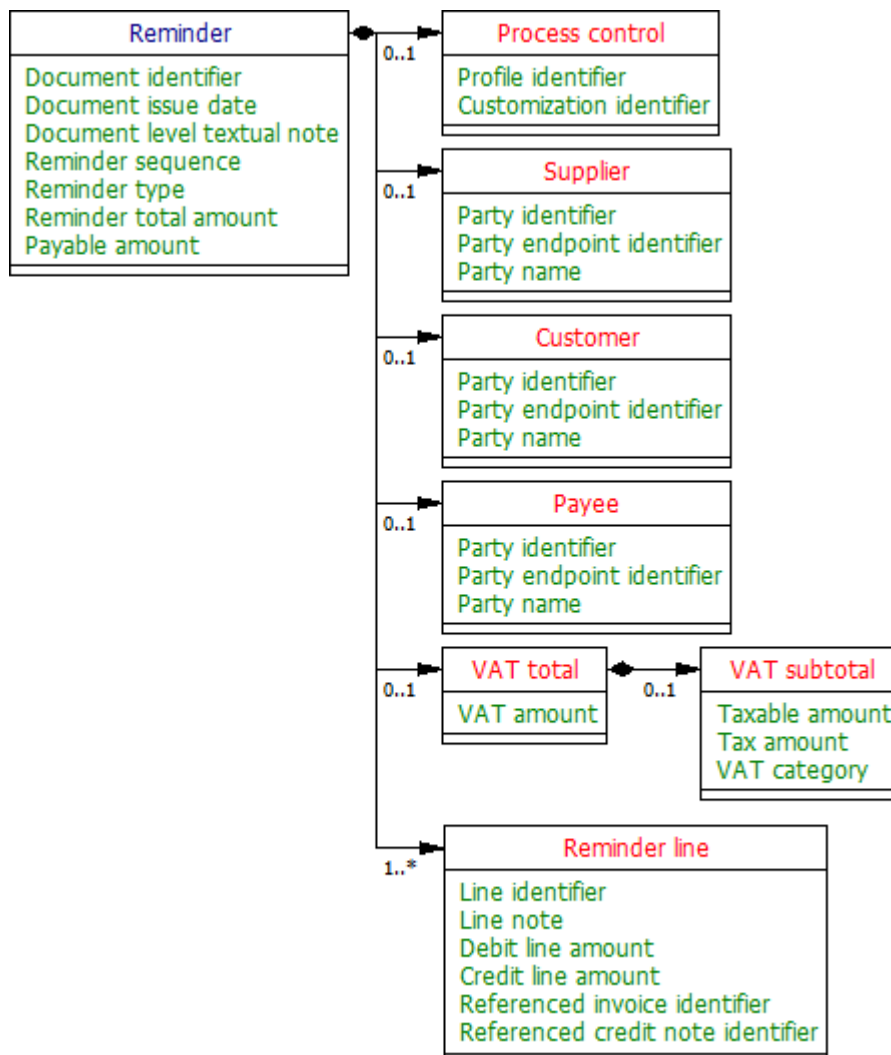 Reminder
Document identifier
Document issue date
Document level textual note
Reminder sequence
Reminder type
Reminder total amount
Payable amount
0..1
Process control
Profile identifier
Customization identifier
0..1
Supplier
Party identifier
Party endpoint identifier
Party name
0..1
Customer
Party identifier
Party endpoint identifier
Party name
0..1
Payee
Party identifier
Party endpoint identifier
Party name
0..1
VAT total
VAT amount
0..1
VAT subtotal
Taxable amount
Tax amount
VAT category
1..*
Reminder line
Line identifier
Line note
Debit line amount
Credit line amount
Referenced invoice identifier
Referenced credit note identifier